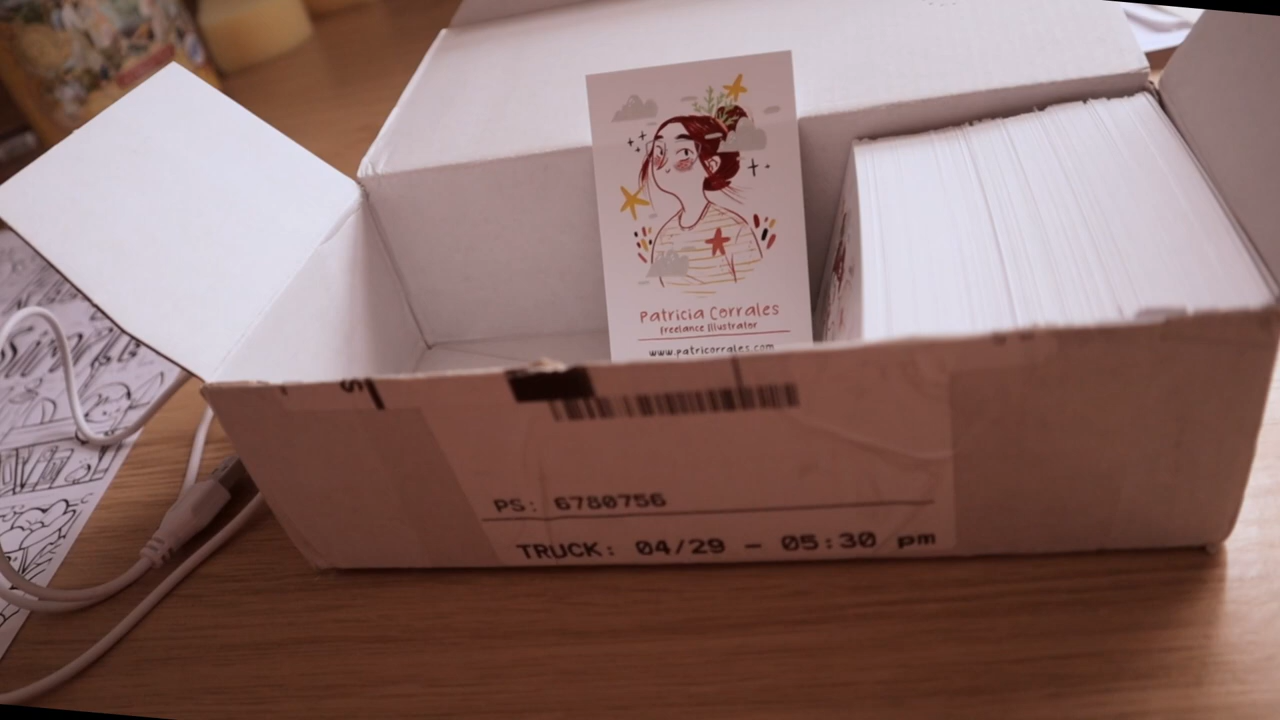 Patricia Corrales
Freelance Illustrator
www.patricorrales.com
PS: 6780756
TRUCK: 04/29 - 05:30 pm